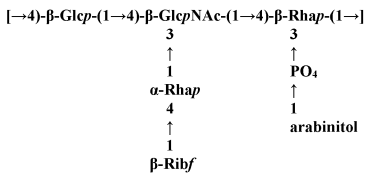 [→4)-β-Glcp-(1→4)-β-GlcpNAc-(1→4)-β-Rhap-(1→]
3 3
↑ ↑
1 PO₄
α-Rhap ↑
4 1
↑ arabinitol
1
β-Ribf